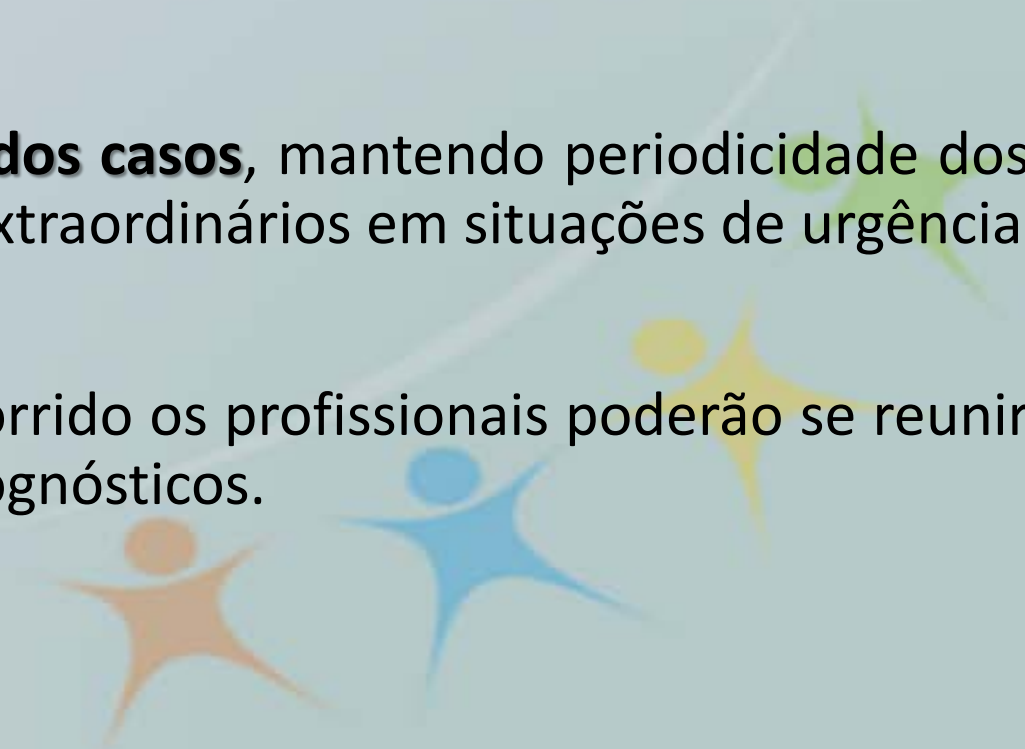 dos casos, mantendo periodicidade dos
xtraordinários em situações de urgência
orrido os profissionais poderão se reunir
ognósticos.